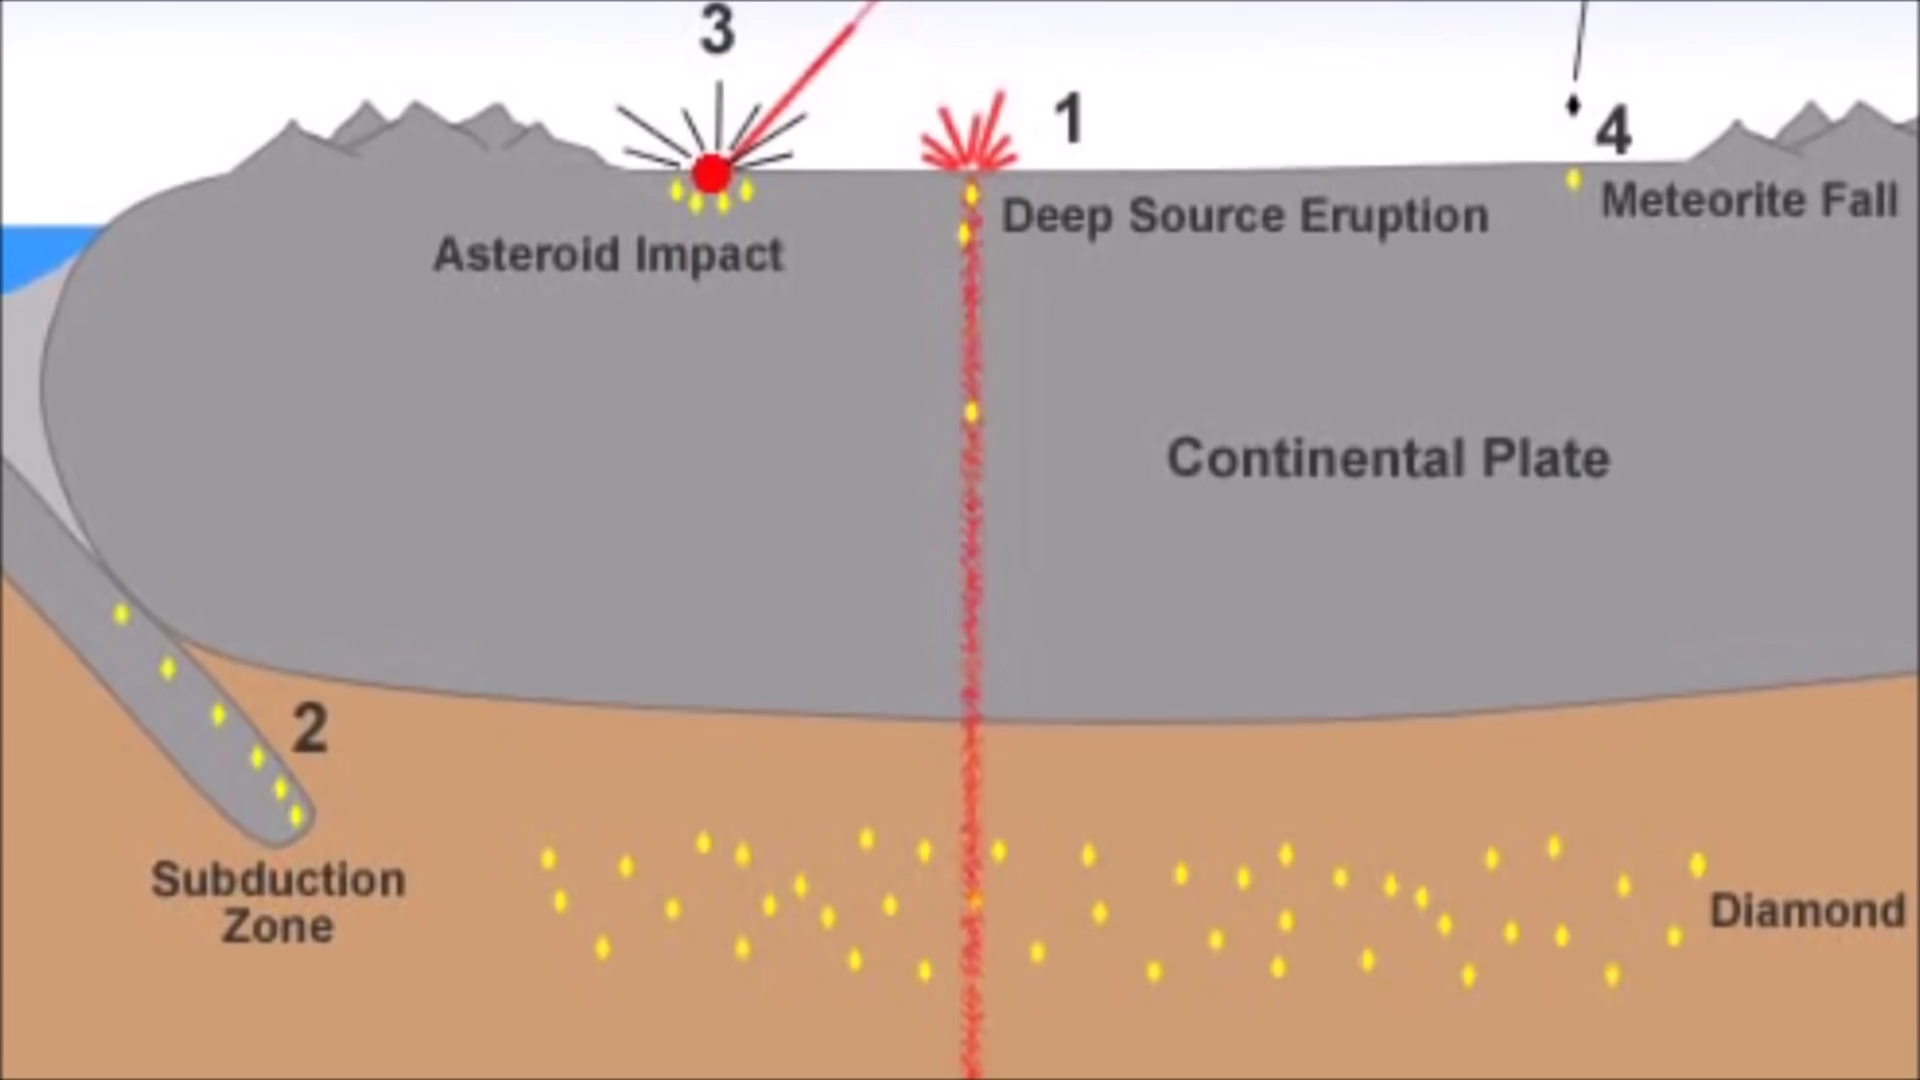 3
1
4
Meteorite Fall
Deep Source Eruption
Asteroid Impact
Continental Plate
2
Subduction
Zone
Diamond